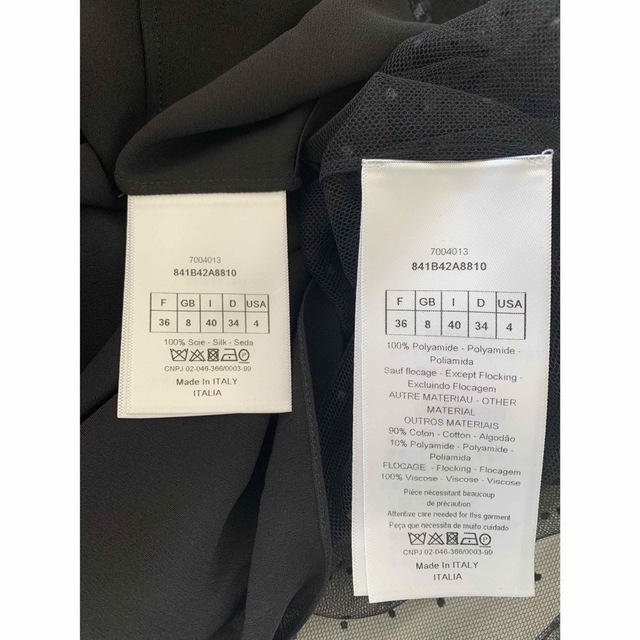 7004013
841B42A8810
F GB I D USA
36 8 40 34 4
100% Soie - Silk - Seda
CNPJ 02-046-366/0003-99
Made In ITALY
ITALIA
7004013
841B42A8810
F GB I D USA
36 8 40 34 4
100% Polyamide - Polyamide -
Poliamida
Sauf flocage - Except Flocking -
Excluindo Flocagem
AUTRE MATERIAU - OTHER
MATERIAL
OUTROS MATERIAIS
90% Coton - Cotton - Algodão
10% Polyamide - Polyamide -
Poliamida
FLOCAGE - Flocking - Flocagem
100% Viscose - Viscose - Viscose
Pièce nécessitant beaucoup
de précaution
Attentive care needed for this garment
Peça que necessita de muito cuidado
CNPJ 02-046-366/0003-99
Made In ITALY
ITALIA